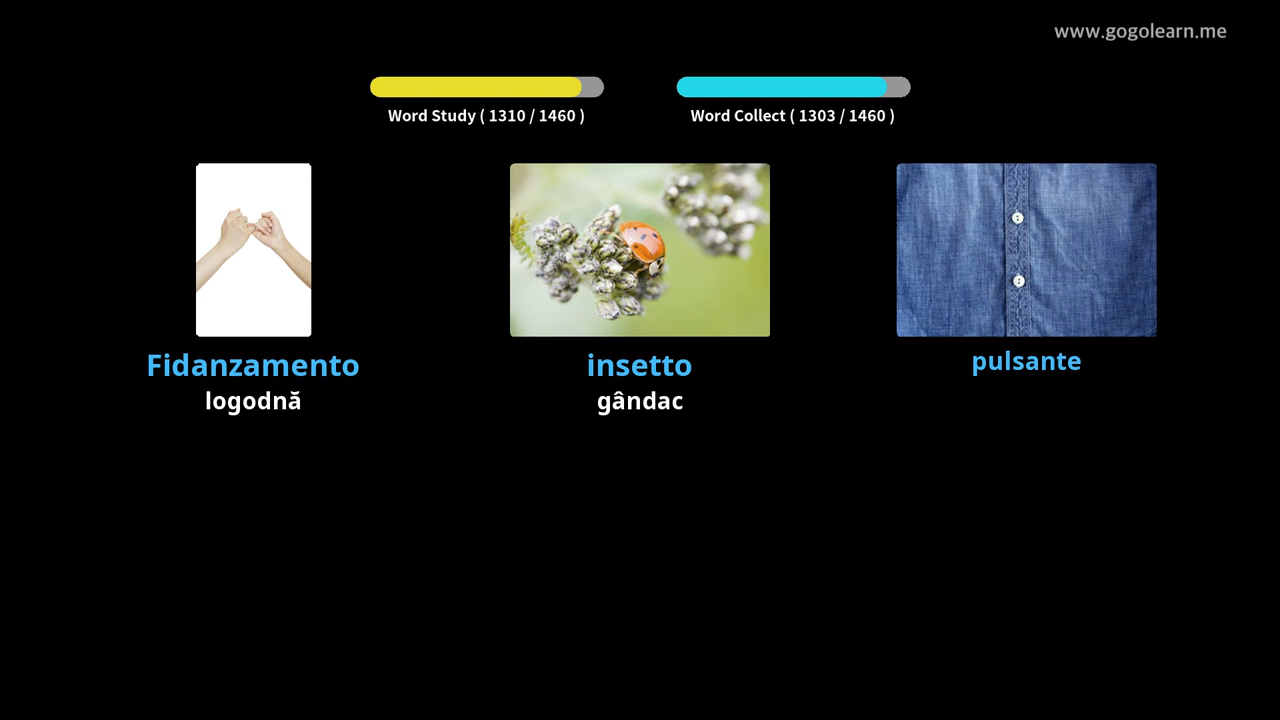 www.gogolearn.me
Word Study ( 1310 / 1460 )
Word Collect ( 1303 / 1460 )
Fidanzamento
logodnă
insetto
gândac
pulsante